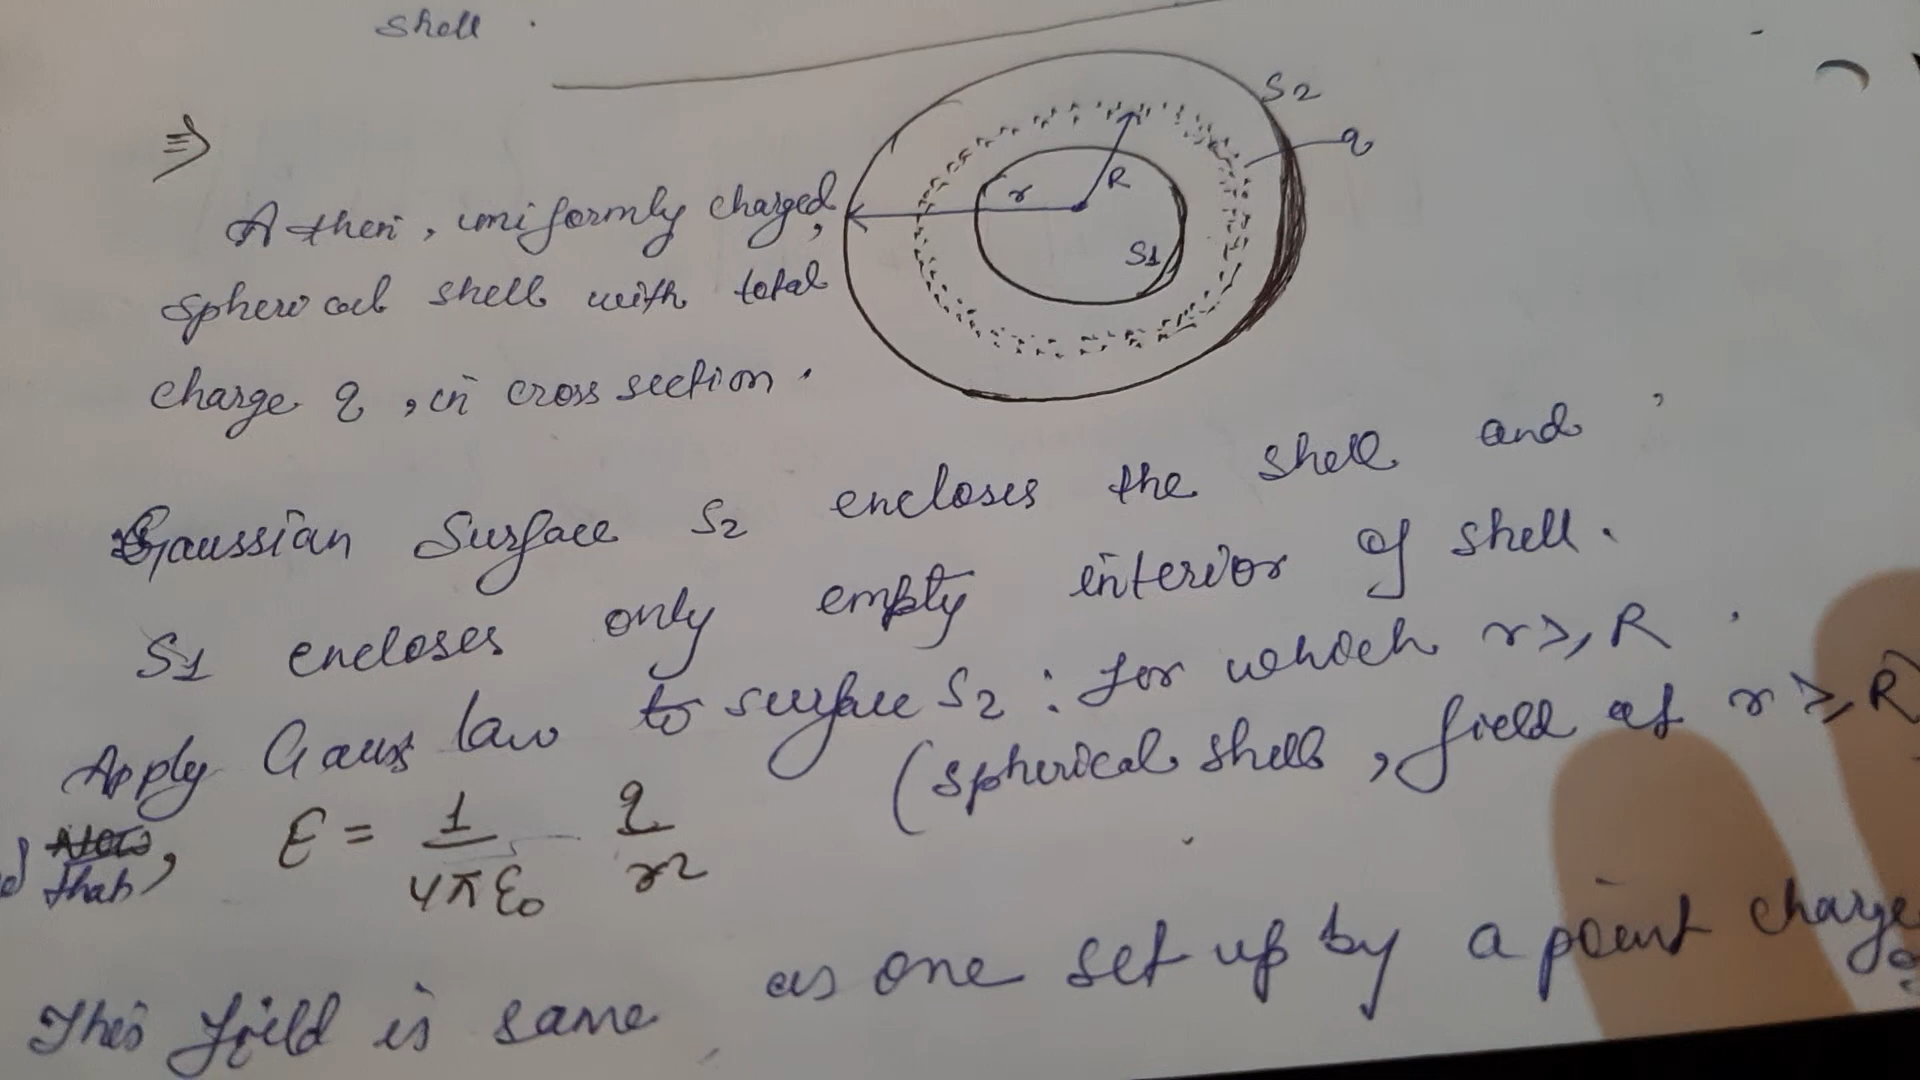 shell.
⇒
S2
q
r
R
S1
A thin, uniformly charged,
spherical shell with total
charge q, in cross section.
Gaussian Surface S2 encloses the shell and
S1 encloses only empty interior of shell.
Apply Gauss law to surface S2: for which r ≥ R.
that, E = 1/4πε0 q/r2 (spherical shell, field at r ≥ R)
This field is same as one set up by a point charge